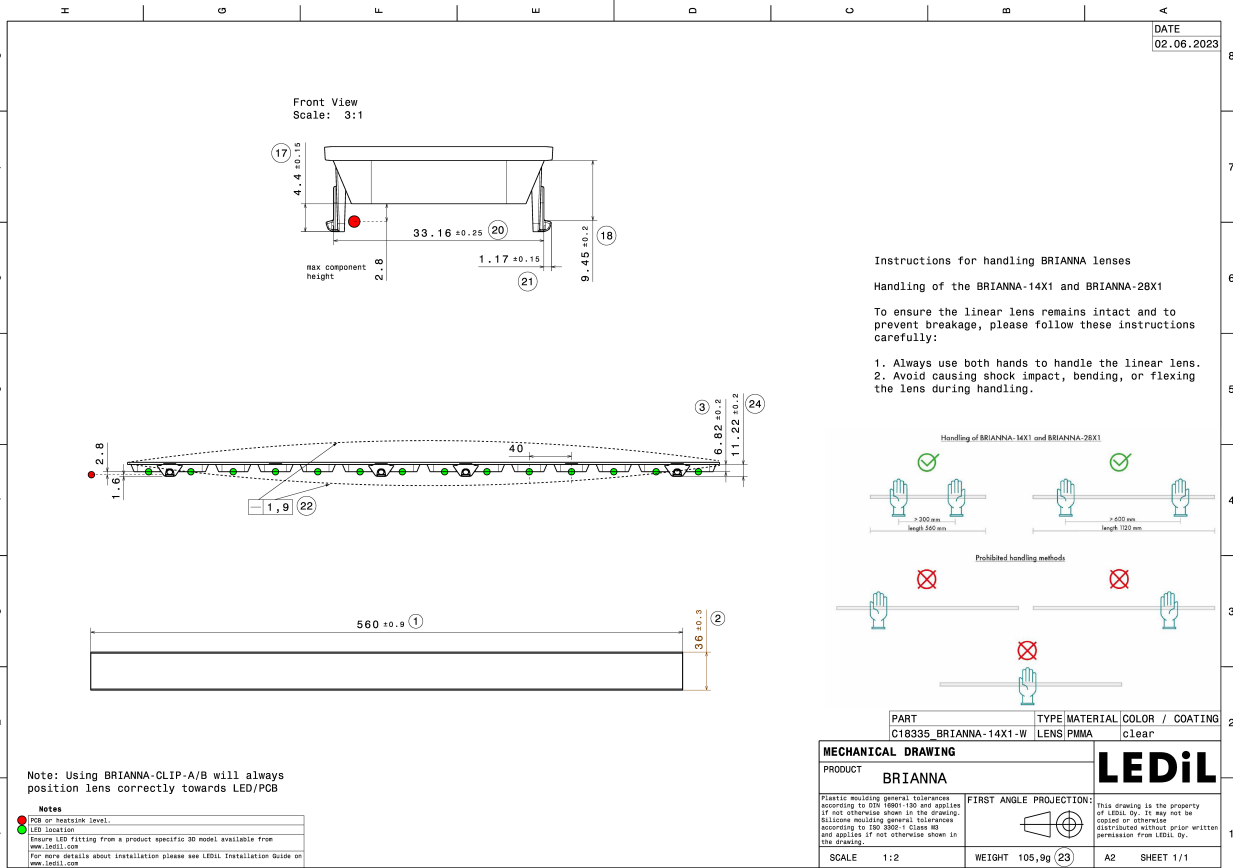 H G F E D C B A
DATE
02.06.2023
8
Front View
Scale: 3:1
17
4.4 ±0.15
33.16 ±0.25 20
18
9.45 ±0.2
max component
height
2.8
1.17 ±0.15
21
7
6
Instructions for handling BRIANNA lenses
Handling of the BRIANNA-14X1 and BRIANNA-28X1
To ensure the linear lens remains intact and to
prevent breakage, please follow these instructions
carefully:
1. Always use both hands to handle the linear lens.
2. Avoid causing shock impact, bending, or flexing
the lens during handling.
5
3
6.82 ±0.2
11.22 ±0.2
24
2.8
1.6
40
— 1,9 22
Handling of BRIANNA-14X1 and BRIANNA-28X1
4
> 300 mm
length 560 mm
> 600 mm
length 1120 mm
Prohibited handling methods
3
560 ±0.9 1
36 ±0.3
2
2
PART TYPE MATERIAL COLOR / COATING
C18335_BRIANNA-14X1-W LENS PMMA clear
MECHANICAL DRAWING
PRODUCT
BRIANNA
LEDiL
Plastic moulding general tolerances
according to DIN 16901-130 and applies
if not otherwise shown in the drawing.
Silicone moulding general tolerances
according to ISO 3302-1 Class M3
and applies if not otherwise shown in
the drawing.
FIRST ANGLE PROJECTION:
This drawing is the property
of LEDiL Oy. It may not be
copied or otherwise
distributed without prior written
permission from LEDiL Oy.
1
SCALE 1:2
WEIGHT 105,9g 23
A2 SHEET 1/1
Note: Using BRIANNA-CLIP-A/B will always
position lens correctly towards LED/PCB
Notes
PCB or heatsink level.
LED location
Ensure LED fitting from a product specific 3D model available from
www.ledil.com
For more details about installation please see LEDiL Installation Guide on
www.ledil.com